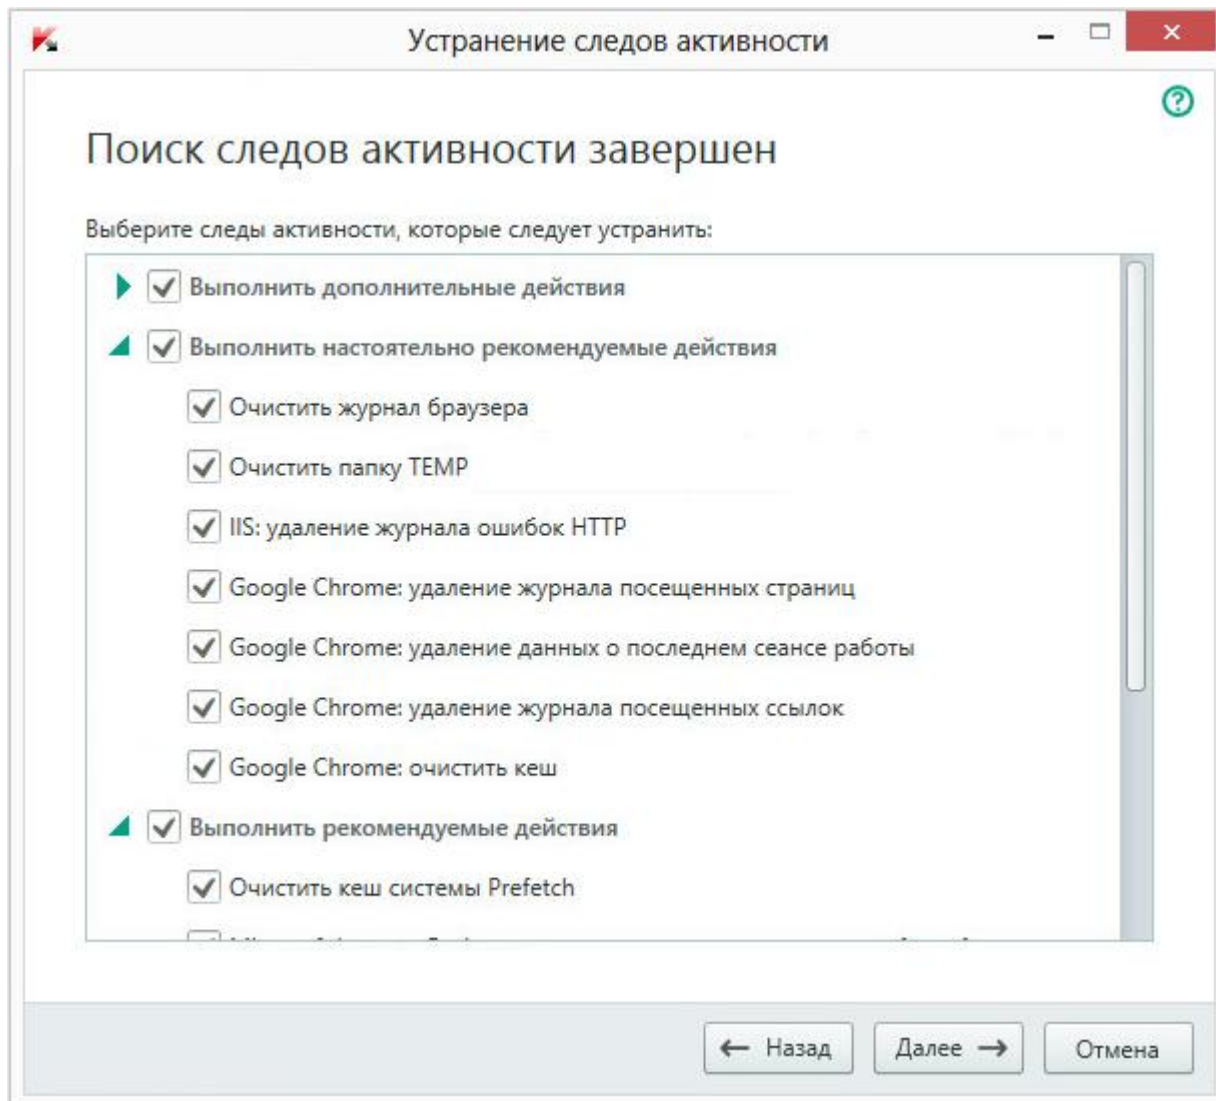 Устранение следов активности
Поиск следов активности завершен
Выберите следы активности, которые следует устранить:
Выполнить дополнительные действия
Выполнить настоятельно рекомендуемые действия
Очистить журнал браузера
Очистить папку TEMP
IIS: удаление журнала ошибок HTTP
Google Chrome: удаление журнала посещенных страниц
Google Chrome: удаление данных о последнем сеансе работы
Google Chrome: удаление журнала посещенных ссылок
Google Chrome: очистить кеш
Выполнить рекомендуемые действия
Очистить кеш системы Prefetch
Назад
Далее
Отмена